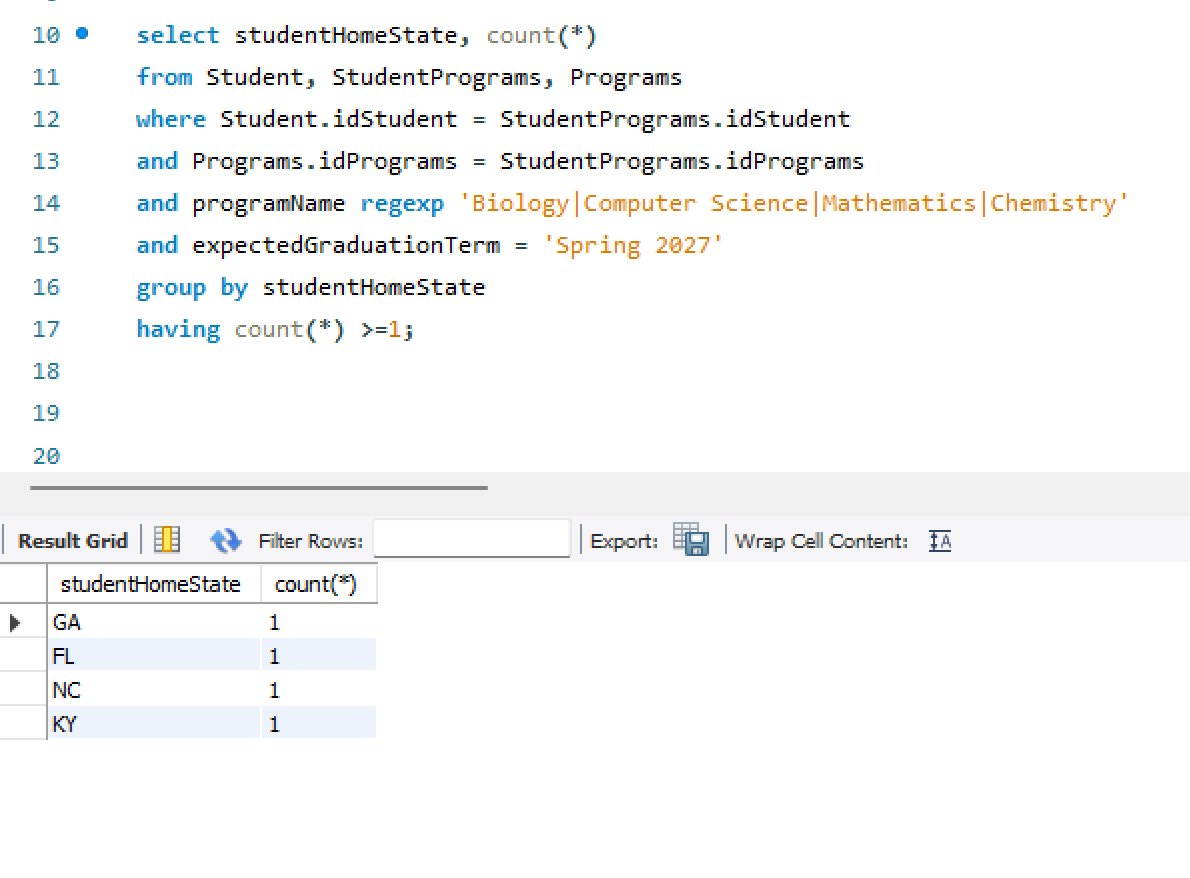 10 select studentHomeState, count(*)
11 from Student, StudentPrograms, Programs
12 where Student.idStudent = StudentPrograms.idStudent
13 and Programs.idPrograms = StudentPrograms.idPrograms
14 and programName regexp 'Biology|Computer Science|Mathematics|Chemistry'
15 and expectedGraduationTerm = 'Spring 2027'
16 group by studentHomeState
17 having count(*) >=1;
18
19
20
Result Grid Filter Rows: Export: Wrap Cell Content: IA
studentHomeState count(*)
GA 1
FL 1
NC 1
KY 1